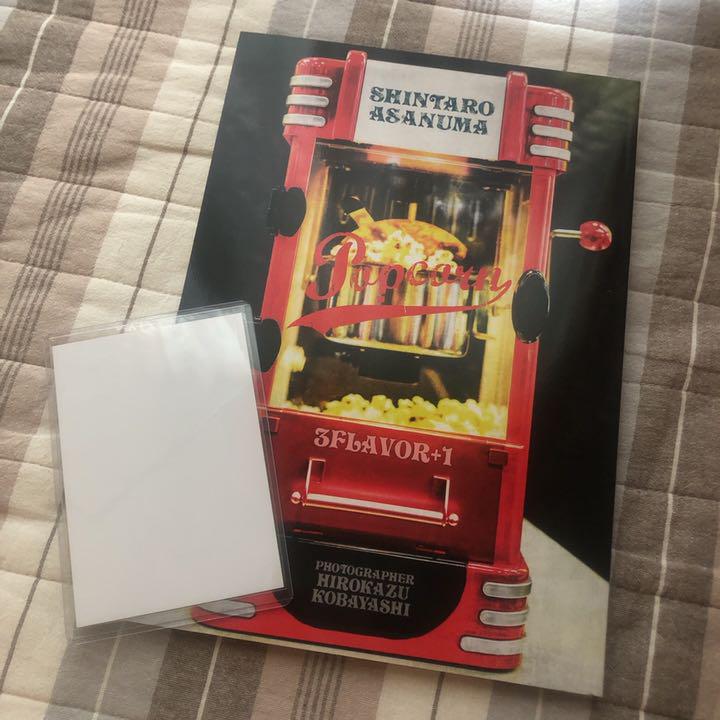 SHINTARO
ASANUMA
Popcorn
3FLAVOR+1
PHOTOGRAPHER
HIROKAZU
KOBAYASHI